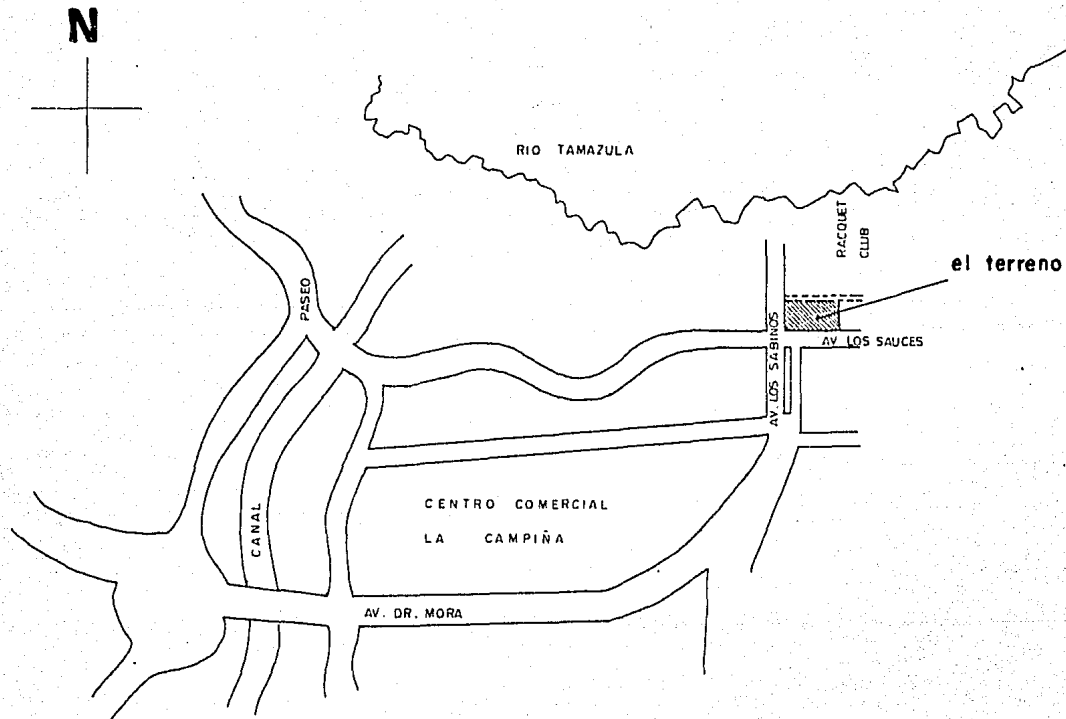 N
RIO TAMAZULA
RACQUET
CLUB
el terreno
PASEO
AV. LOS SABINOS
AV LOS SAUCES
CENTRO COMERCIAL
LA CAMPIÑA
CANAL
AV. DR. MORA